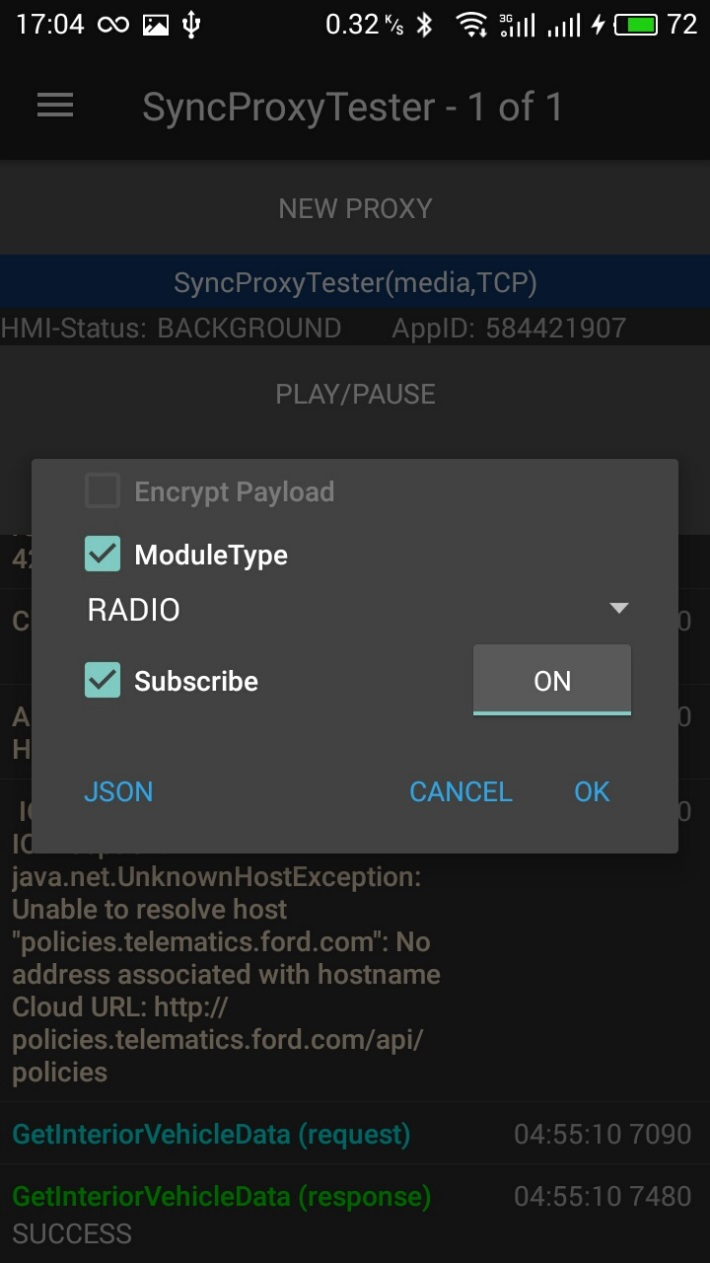 17:04 0.32 K/s 3G 72
SyncProxyTester - 1 of 1
NEW PROXY
SyncProxyTester(media,TCP)
HMI-Status: BACKGROUND AppID: 584421907
PLAY/PAUSE
Encrypt Payload
ModuleType
RADIO
Subscribe ON
JSON CANCEL OK
java.net.UnknownHostException:
Unable to resolve host
"policies.telematics.ford.com": No
address associated with hostname
Cloud URL: http://
policies.telematics.ford.com/api/
policies
GetInteriorVehicleData (request) 04:55:10 7090
GetInteriorVehicleData (response) 04:55:10 7480
SUCCESS